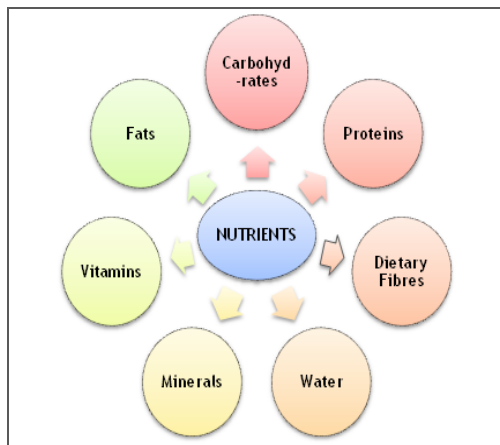 Carbohyd
-rates
Fats
Proteins
NUTRIENTS
Vitamins
Dietary
Fibres
Minerals
Water